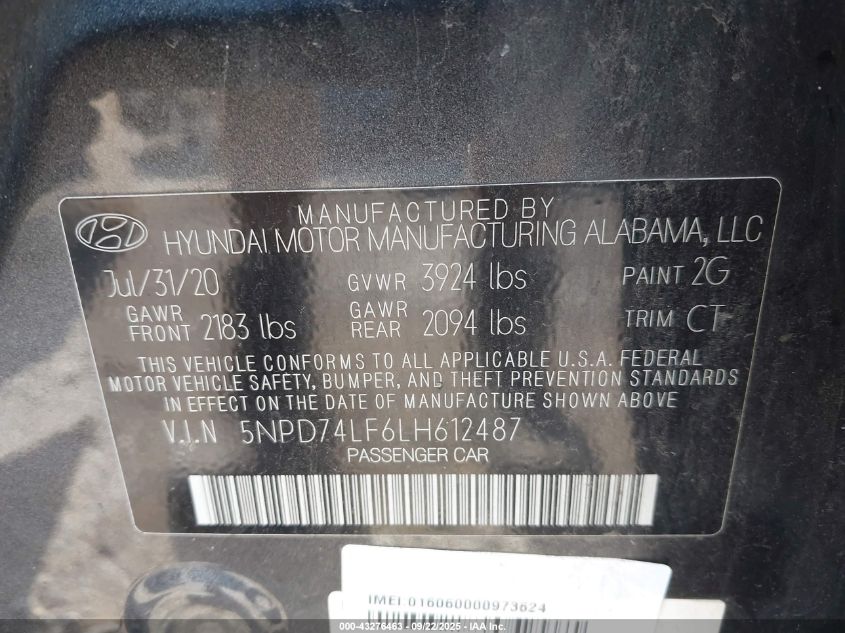 MANUFACTURED BY
HYUNDAI MOTOR MANUFACTURING ALABAMA, LLC
Jul/31/20 GVWR 3924 lbs PAINT 2G
GAWR FRONT 2183 lbs GAWR REAR 2094 lbs TRIM CT
THIS VEHICLE CONFORMS TO ALL APPLICABLE U.S.A. FEDERAL
MOTOR VEHICLE SAFETY, BUMPER, AND THEFT PREVENTION STANDARDS
IN EFFECT ON THE DATE OF MANUFACTURE SHOWN ABOVE.
V.I.N 5NPD74LF6LH612487
PASSENGER CAR
IMEI:016060000973624
000-43276463 - 09/22/2025 - IAA, Inc.